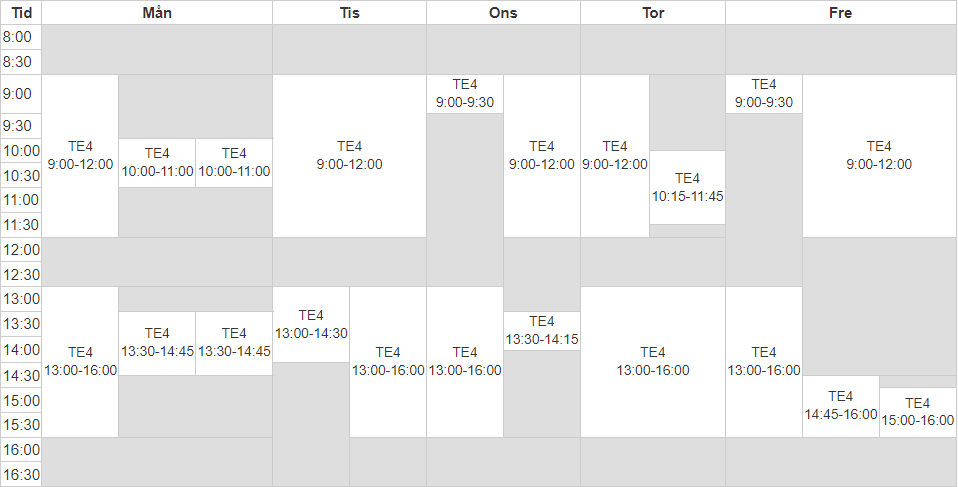 Tid Mån Tis Ons Tor Fre
8:00
8:30
9:00
9:30
10:00
10:30
11:00
11:30
12:00
12:30
13:00
13:30
14:00
14:30
15:00
15:30
16:00
16:30
TE4
9:00-12:00
TE4
10:00-11:00
TE4
10:00-11:00
TE4
13:00-16:00
TE4
13:30-14:45
TE4
13:30-14:45
TE4
9:00-12:00
TE4
13:00-14:30
TE4
13:00-16:00
TE4
9:00-9:30
TE4
9:00-12:00
TE4
13:00-16:00
TE4
13:30-14:15
TE4
9:00-12:00
TE4
10:15-11:45
TE4
13:00-16:00
TE4
9:00-9:30
TE4
9:00-12:00
TE4
13:00-16:00
TE4
14:45-16:00
TE4
15:00-16:00